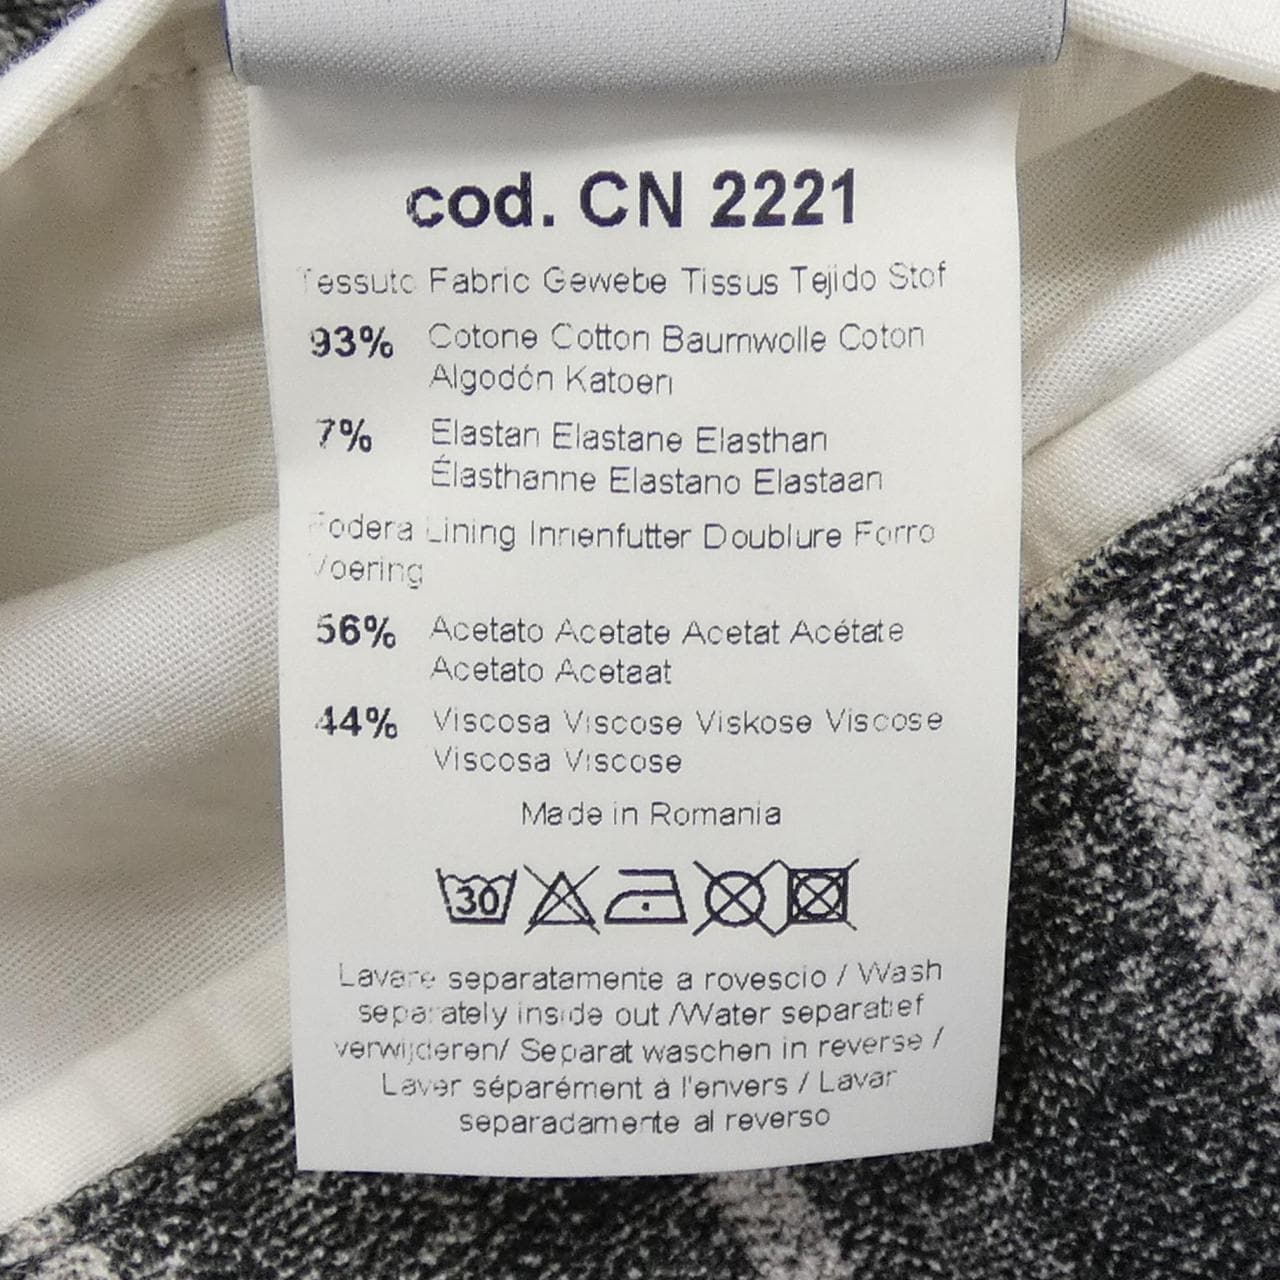 cod. CN 2221
Tessuto Fabric Gewebe Tissus Tejido Stof
93% Cotone Cotton Baumwolle Coton
Algodón Katoen
7% Elastan Elastane Elasthan
Élasthanne Elastano Elastaan
Fodera Lining Innenfutter Doublure Forro
Voering
56% Acetato Acetate Acetat Acétate
Acetato Acetaat
44% Viscosa Viscose Viskose Viscose
Viscosa Viscose
Made in Romania
30
Lavare separatamente a rovescio / Wash
separately inside out /Water separatief
verwijderen/ Separat waschen in reverse /
Laver séparément à l'envers / Lavar
separadamente al reverso